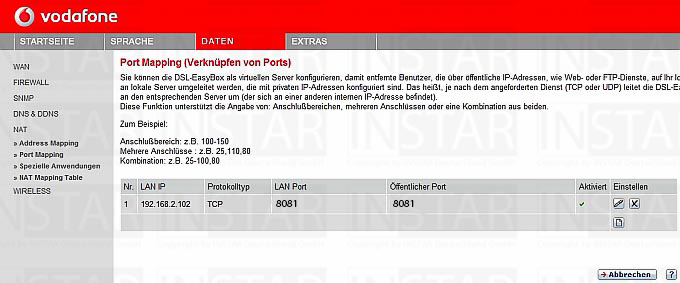 vodafone
STARTSEITE SPRACHE DATEN EXTRAS
WAN
FIREWALL
SNMP
DNS & DDNS
NAT
» Address Mapping
» Port Mapping
» Spezielle Anwendungen
» NAT Mapping Table
WIRELESS
Port Mapping (Verknüpfen von Ports)
Sie können die DSL-EasyBox als virtuellen Server konfigurieren, damit entfernte Benutzer, die über öffentliche IP-Adressen, wie Web- oder FTP-Dienste, auf Ihr lo
an lokale Server umgeleitet werden, die mit privaten IP-Adressen konfiguriert sind. Das heißt, je nach dem angeforderten Dienst (TCP oder UDP) leitet die DSL-Ea
an den entsprechenden Server um (der sich an einer anderen internen IP-Adresse befindet).
Diese Funktion unterstützt die Angabe von: Anschlußbereichen, mehreren Anschlüssen oder eine Kombination aus beiden.
Zum Beispiel:
Anschlußbereich: z.B. 100-150
Mehrere Anschlüsse : z.B. 25,110,80
Kombination: z.B. 25-100,80
Nr. LAN IP Protokolltyp LAN Port Öffentlicher Port Aktiviert Einstellen
1 192.168.2.102 TCP 8081 8081
Abbrechen ?
INSTAR INSTAR INSTAR